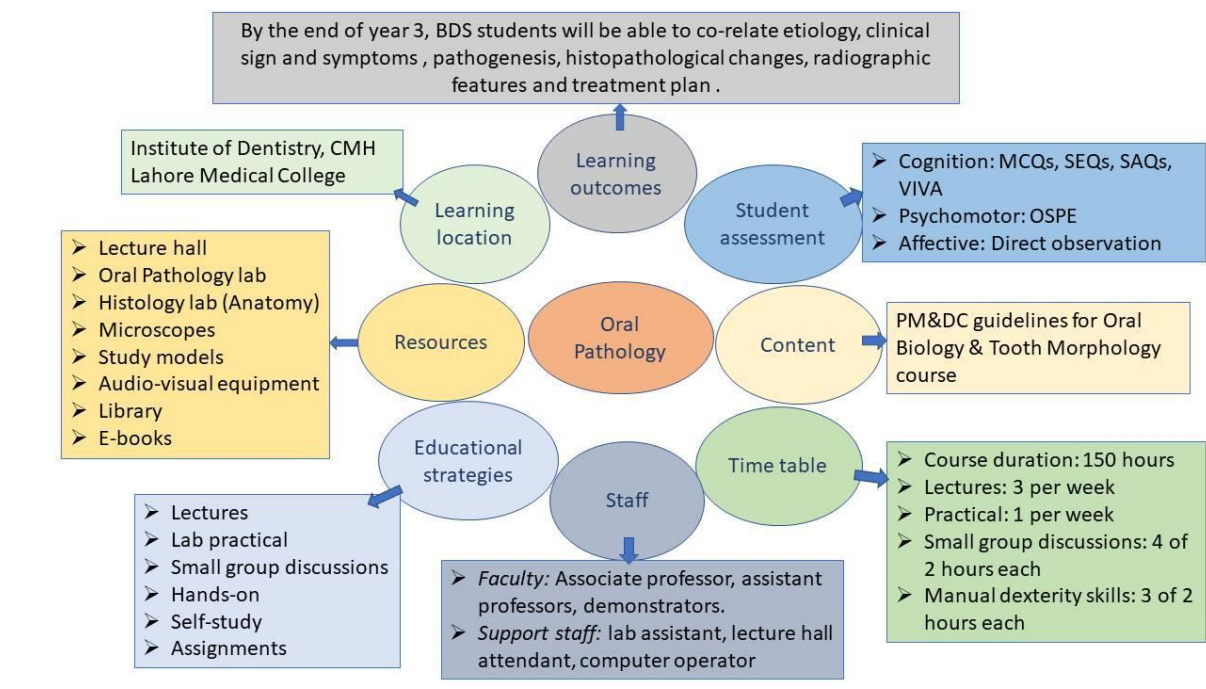 By the end of year 3, BDS students will be able to co-relate etiology, clinical
sign and symptoms , pathogenesis, histopathological changes, radiographic
features and treatment plan .
Institute of Dentistry, CMH
Lahore Medical College
Learning
location
Learning
outcomes
Student
assessment
➢ Cognition: MCQs, SEQs, SAQs,
VIVA
➢ Psychomotor: OSPE
➢ Affective: Direct observation
➢ Lecture hall
➢ Oral Pathology lab
➢ Histology lab (Anatomy)
➢ Microscopes
➢ Study models
➢ Audio-visual equipment
➢ Library
➢ E-books
Resources
Oral
Pathology
Content
PM&DC guidelines for Oral
Biology & Tooth Morphology
course
Educational
strategies
Staff
Time table
➢ Course duration: 150 hours
➢ Lectures: 3 per week
➢ Practical: 1 per week
➢ Small group discussions: 4 of
2 hours each
➢ Manual dexterity skills: 3 of 2
hours each
➢ Lectures
➢ Lab practical
➢ Small group discussions
➢ Hands-on
➢ Self-study
➢ Assignments
➢ Faculty: Associate professor, assistant
professors, demonstrators.
➢ Support staff: lab assistant, lecture hall
attendant, computer operator